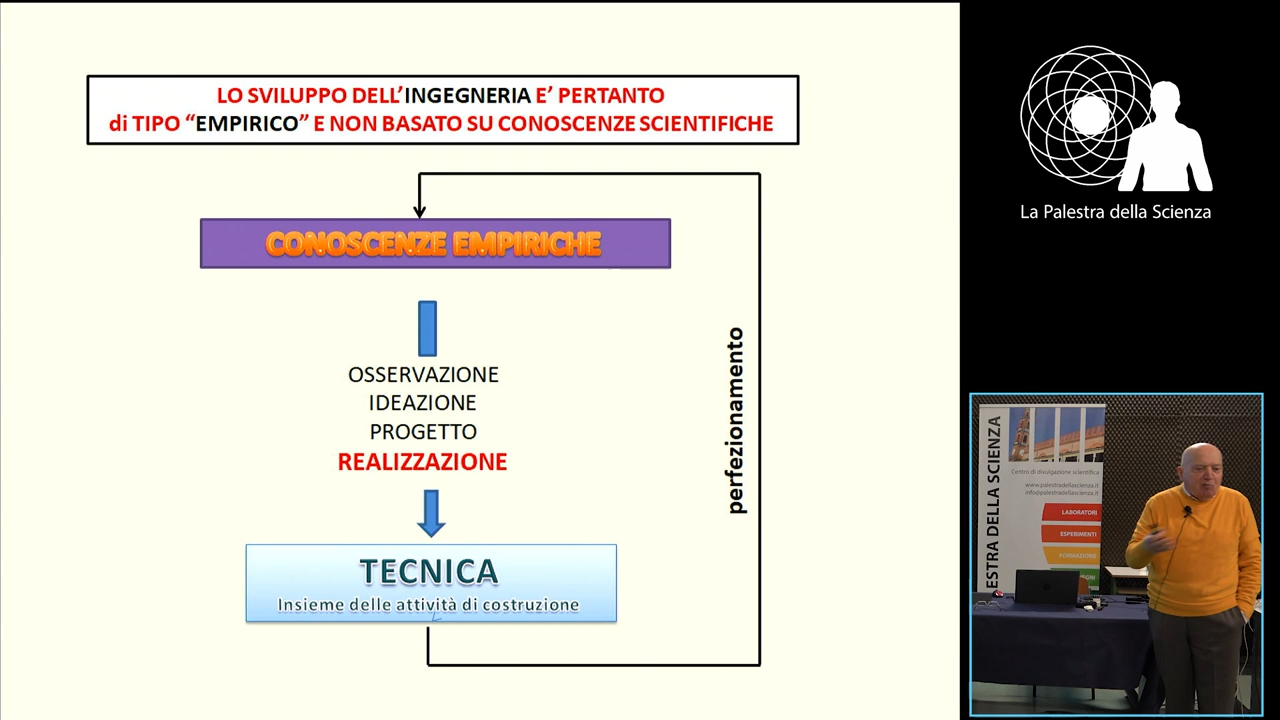 LO SVILUPPO DELL'INGEGNERIA E' PERTANTO
di TIPO “EMPIRICO” E NON BASATO SU CONOSCENZE SCIENTIFICHE
CONOSCENZE EMPIRICHE
OSSERVAZIONE
IDEAZIONE
PROGETTO
REALIZZAZIONE
perfezionamento
TECNICA
Insieme delle attività di costruzione
La Palestra della Scienza
ESTRA DELLA SCIENZA
Centro di divulgazione scientifica
www.palestradellascienza.it
info@palestradellascienza.it
LABORATORI
ESPERIMENTI
FORMAZIONE